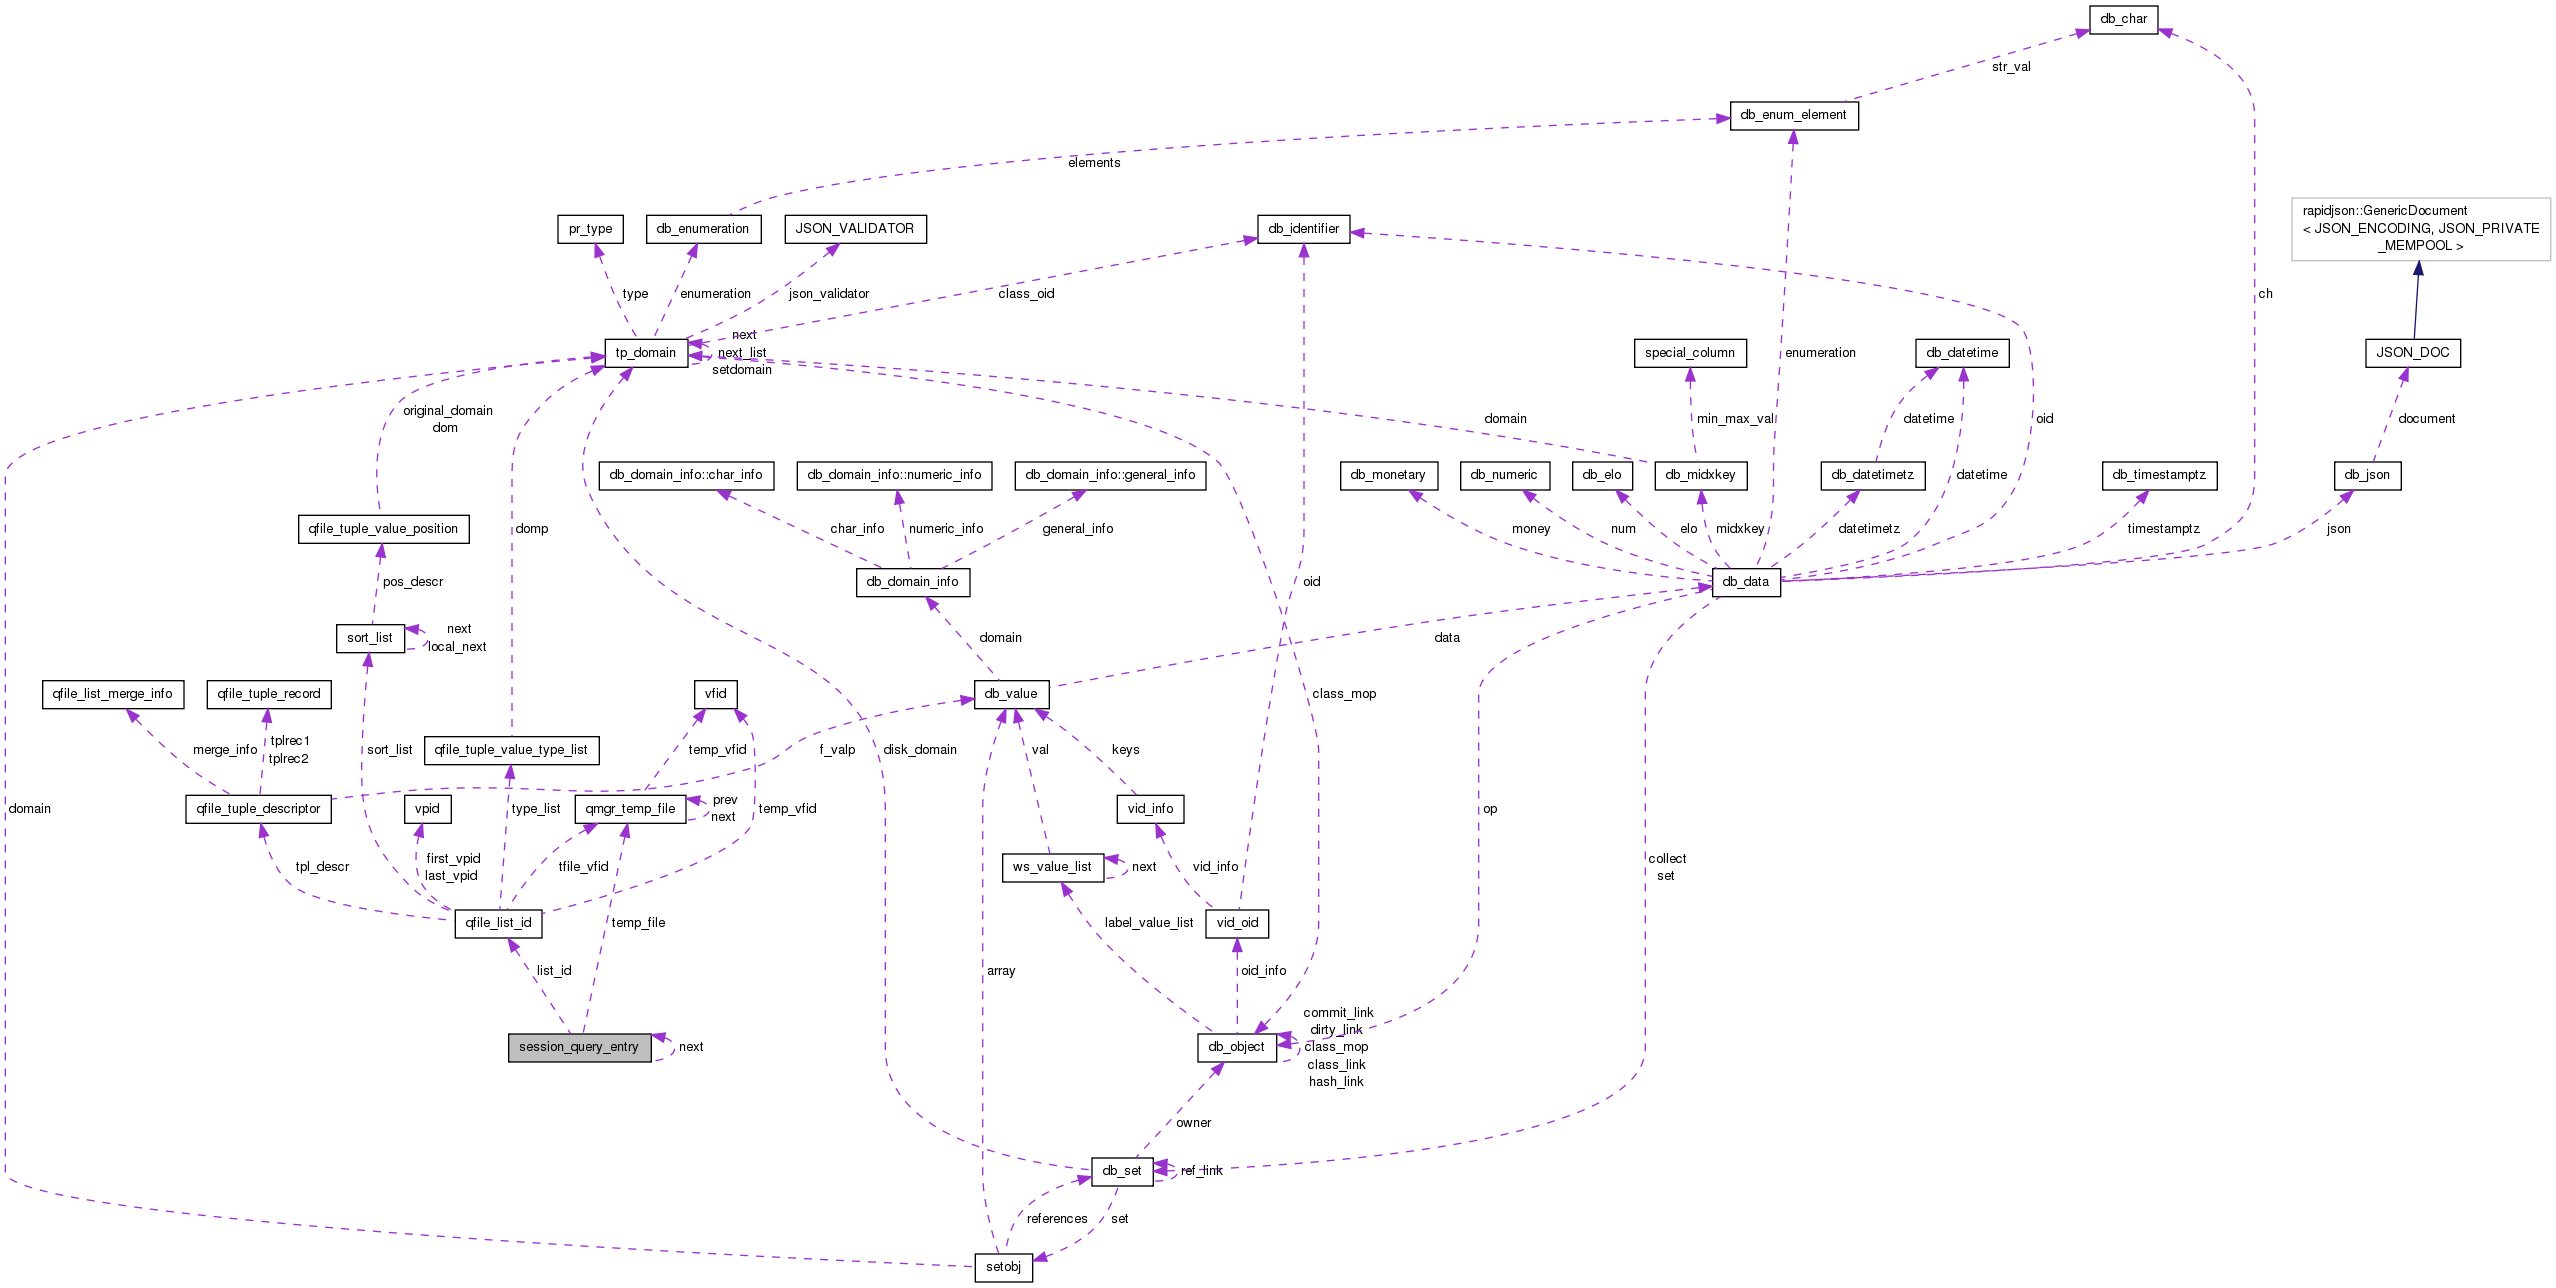 db_char
str_val
db_enum_element
elements
rapidjson::GenericDocument
< JSON_ENCODING, JSON_PRIVATE
_MEMPOOL >
pr_type
db_enumeration
JSON_VALIDATOR
db_identifier
type
enumeration
json_validator
class_oid
ch
next
next_list
setdomain
tp_domain
special_column
enumeration
db_datetime
JSON_DOC
original_domain
dom
domain
min_max_val
datetime
oid
document
db_domain_info::char_info
db_domain_info::numeric_info
db_domain_info::general_info
db_monetary
db_numeric
db_elo
db_midxkey
db_datetimetz
datetime
db_timestamptz
db_json
qfile_tuple_value_position
domp
char_info
numeric_info
general_info
money
num
elo
midxkey
datetimetz
timestamptz
json
pos_descr
db_domain_info
oid
db_data
sort_list
next
local_next
domain
data
qfile_list_merge_info
qfile_tuple_record
vfid
db_value
class_mop
merge_info
tplrec1
tplrec2
sort_list
qfile_tuple_value_type_list
temp_vfid
f_valp
disk_domain
val
keys
domain
qfile_tuple_descriptor
vpid
type_list
qmgr_temp_file
prev
next
temp_vfid
vid_info
op
tpl_descr
first_vpid
last_vpid
tfile_vfid
ws_value_list
next
vid_info
collect
set
qfile_list_id
temp_file
label_value_list
vid_oid
list_id
array
oid_info
session_query_entry
next
db_object
commit_link
dirty_link
class_mop
class_link
hash_link
owner
db_set
ref_link
references
set
setobj